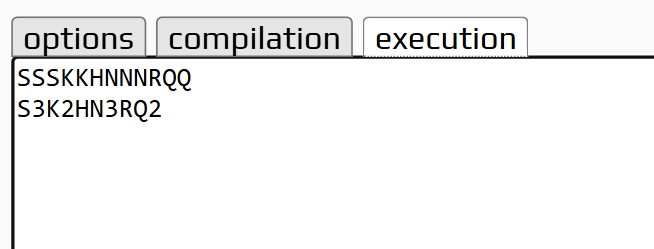 options compilation execution
SSSKKHNNNRQQ
S3K2HN3RQ2